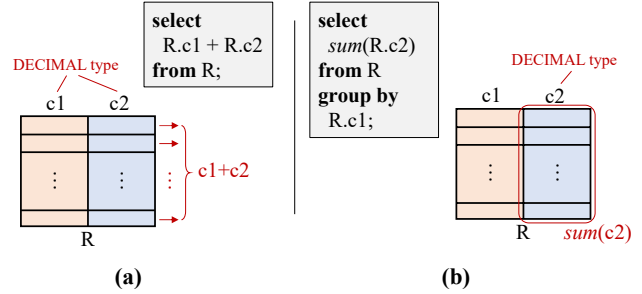 select
R.c1 + R.c2
from R;
DECIMAL type
c1 c2
⋮ ⋮ ⋮
c1+c2
R
(a)
select
sum(R.c2)
from R
group by
R.c1;
DECIMAL type
c1 c2
⋮ ⋮
R sum(c2)
(b)